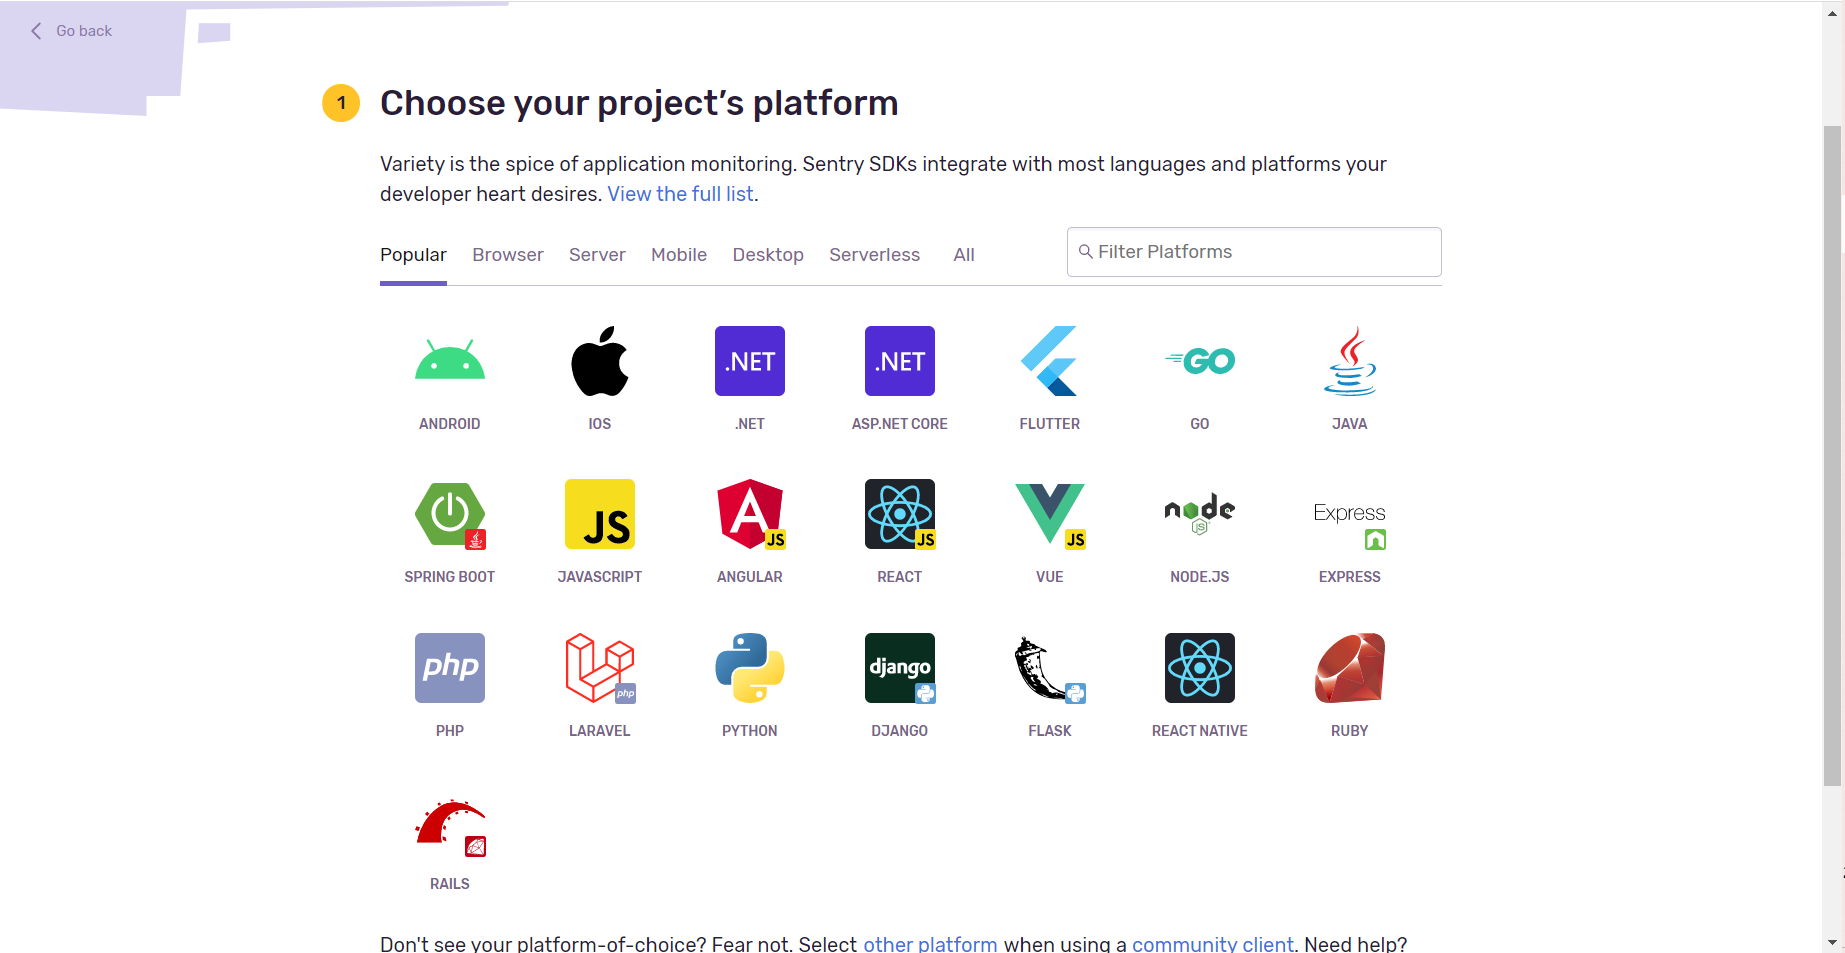 Go back
1
Choose your project’s platform
Variety is the spice of application monitoring. Sentry SDKs integrate with most languages and platforms your
developer heart desires. View the full list.
Popular Browser Server Mobile Desktop Serverless All Filter Platforms
.NET .NET GO
ANDROID IOS .NET ASP.NET CORE FLUTTER GO JAVA
JS A JS JS JS node JS Express
SPRING BOOT JAVASCRIPT ANGULAR REACT VUE NODE.JS EXPRESS
php php django
PHP LARAVEL PYTHON DJANGO FLASK REACT NATIVE RUBY
RAILS
Don't see your platform-of-choice? Fear not. Select other platform when using a community client. Need help?